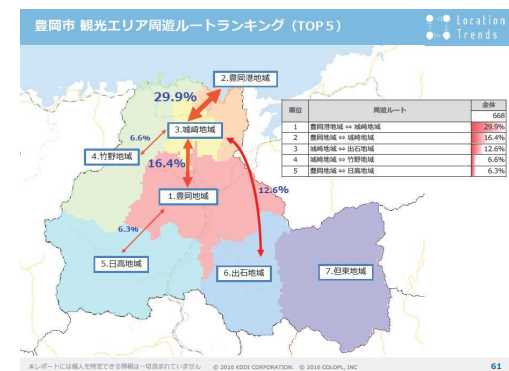 豊岡市 観光エリア周遊ルートランキング（TOP５）
Location
Trends
2.豊岡港地域
29.9%
3.城崎地域
6.6%
4.竹野地域
16.4%
1.豊岡地域
12.6%
6.3%
5.日高地域
6.出石地域
7.但東地域
順位 周遊ルート 全体
668
1 豊岡港地域 ⇔ 城崎地域 29.9%
2 豊岡地域 ⇔ 城崎地域 16.4%
3 城崎地域 ⇔ 出石地域 12.6%
4 城崎地域 ⇔ 竹野地域 6.6%
5 豊岡地域 ⇔ 日高地域 6.3%
本レポートには個人を特定できる情報は一切含まれていません © 2016 KDDI CORPORATION. © 2016 COLOPL, INC 61